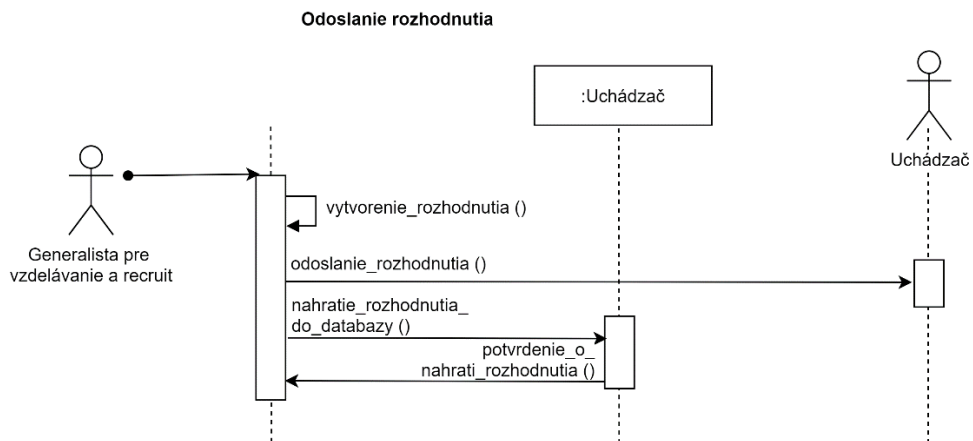 Odoslanie rozhodnutia
:Uchádzač
Uchádzač
vytvorenie_rozhodnutia ()
Generalista pre
vzdelávanie a recruit
odoslanie_rozhodnutia ()
nahratie_rozhodnutia_
do_databazy ()
potvrdenie_o_
nahrati_rozhodnutia ()